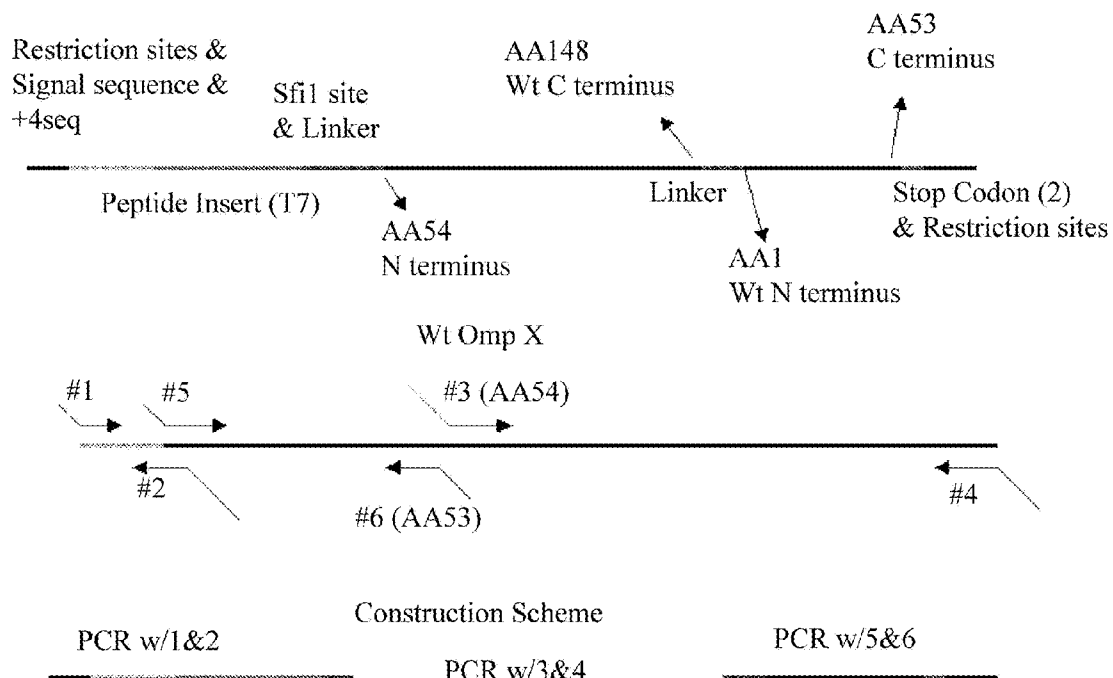 Restriction sites &
Signal sequence &
+4seq
Sfi1 site
& Linker
AA148
Wt C terminus
AA53
C terminus
Peptide Insert (T7)
AA54
N terminus
Linker
AA1
Wt N terminus
Stop Codon (2)
& Restriction sites
Wt Omp X
#1
#5
#3 (AA54)
#2
#6 (AA53)
#4
Construction Scheme
PCR w/1&2
PCR w/3&4
PCR w/5&6